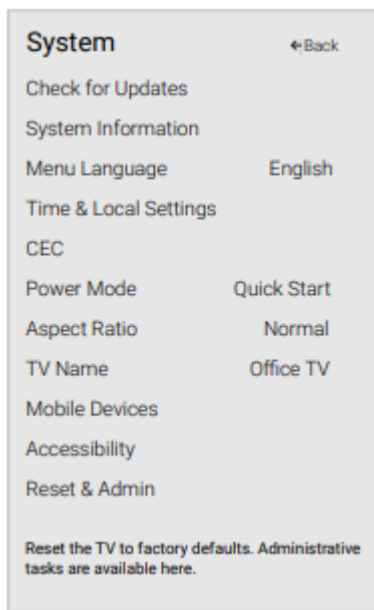 System ←Back
Check for Updates
System Information
Menu Language English
Time & Local Settings
CEC
Power Mode Quick Start
Aspect Ratio Normal
TV Name Office TV
Mobile Devices
Accessibility
Reset & Admin
Reset the TV to factory defaults. Administrative
tasks are available here.